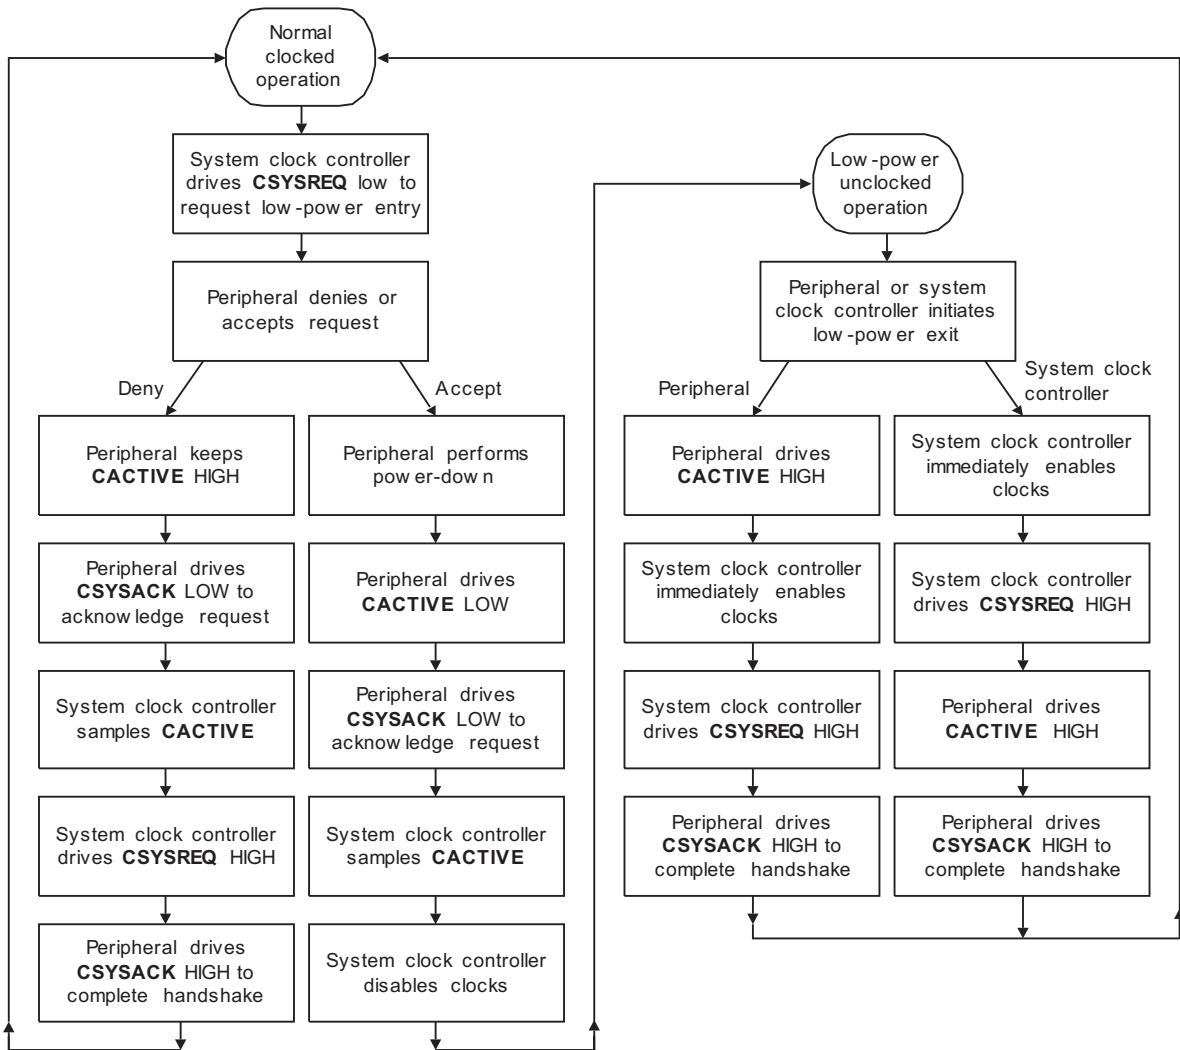 Normal
clocked
operation
System clock controller
drives CSYSREQ low to
request low-power entry
Peripheral denies or
accepts request
Deny
Accept
Peripheral keeps
CACTIVE HIGH
Peripheral drives
CSYSACK LOW to
acknowledge request
System clock controller
samples CACTIVE
System clock controller
drives CSYSREQ HIGH
Peripheral drives
CSYSACK HIGH to
complete handshake
Peripheral performs
power-down
Peripheral drives
CACTIVE LOW
Peripheral drives
CSYSACK LOW to
acknowledge request
System clock controller
samples CACTIVE
System clock controller
disables clocks
Low-power
unclocked
operation
Peripheral or system
clock controller initiates
low-power exit
Peripheral
System clock
controller
Peripheral drives
CACTIVE HIGH
System clock controller
immediately enables
clocks
System clock controller
drives CSYSREQ HIGH
Peripheral drives
CSYSACK HIGH to
complete handshake
System clock controller
immediately enables
clocks
System clock controller
drives CSYSREQ HIGH
Peripheral drives
CACTIVE HIGH
Peripheral drives
CSYSACK HIGH to
complete handshake